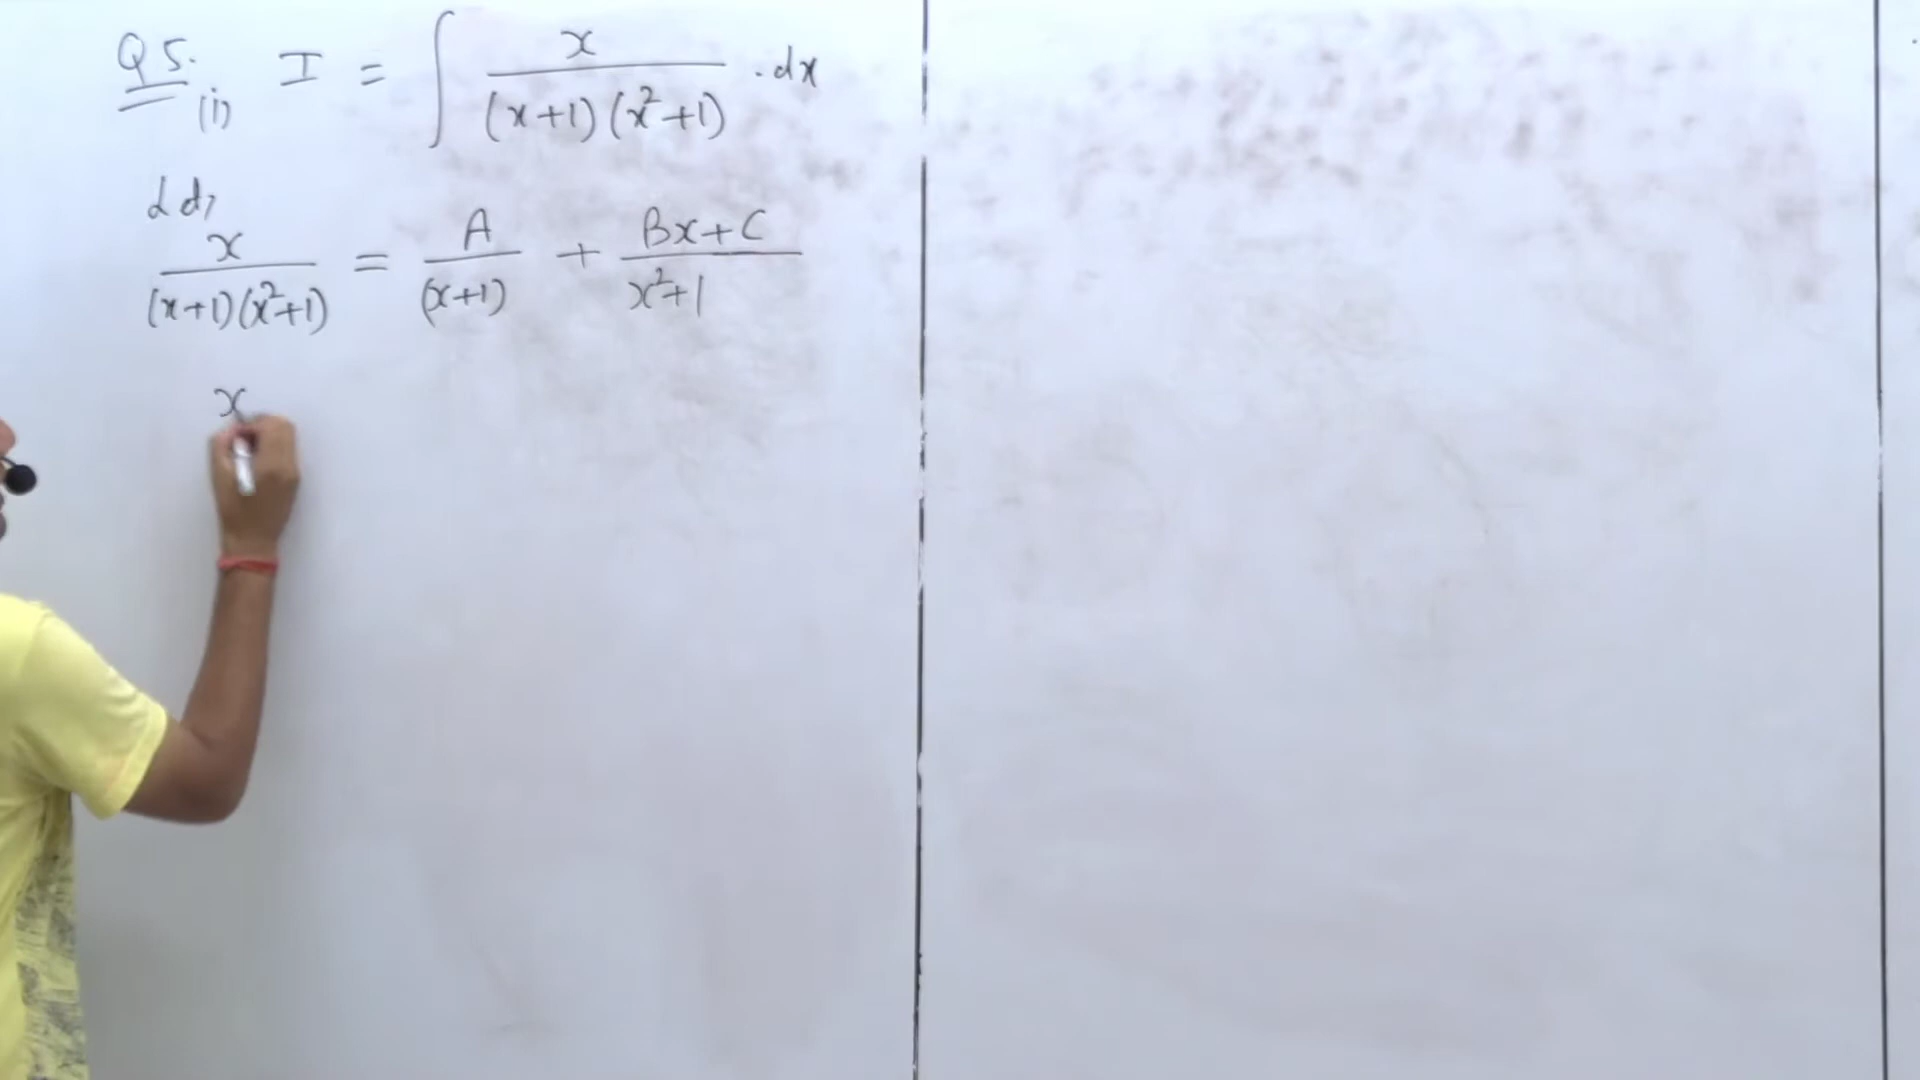 Q5. (i) I = ∫ x / (x+1)(x²+1) . dx
Let,
x / (x+1)(x²+1) = A / (x+1) + Bx+C / x²+1
x